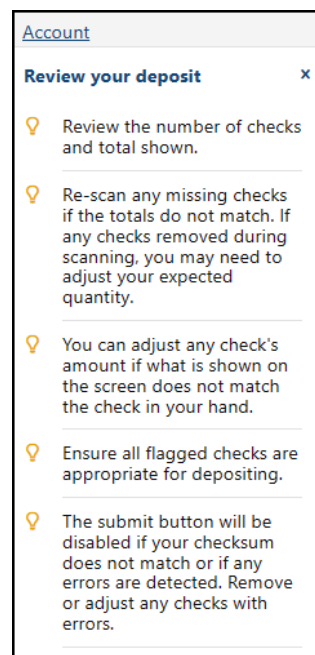 Account
Review your deposit x
Review the number of checks
and total shown.
Re-scan any missing checks
if the totals do not match. If
any checks removed during
scanning, you may need to
adjust your expected
quantity.
You can adjust any check's
amount if what is shown on
the screen does not match
the check in your hand.
Ensure all flagged checks are
appropriate for depositing.
The submit button will be
disabled if your checksum
does not match or if any
errors are detected. Remove
or adjust any checks with
errors.